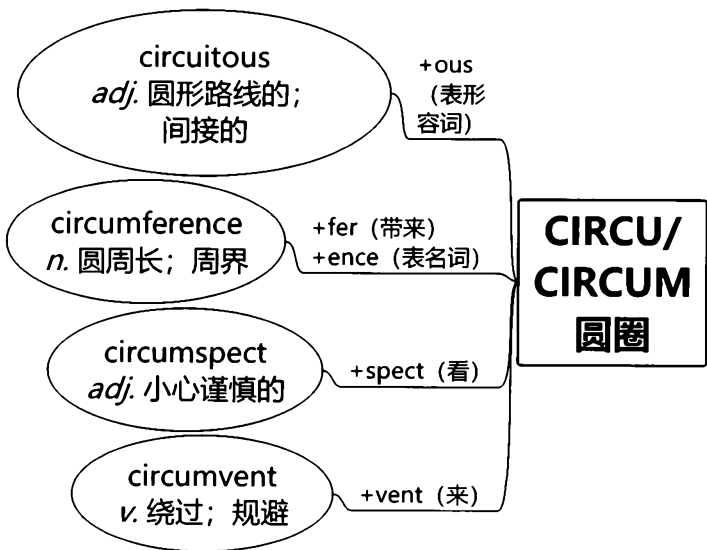 circuitous
adj. 圆形路线的；
间接的
+ous
（表形
容词）
circumference
n. 圆周长；周界
+fer（带来）
+ence（表名词）
CIRCU/
CIRCUM
圆圈
circumspect
adj. 小心谨慎的
+spect（看）
circumvent
v. 绕过；规避
+vent（来）